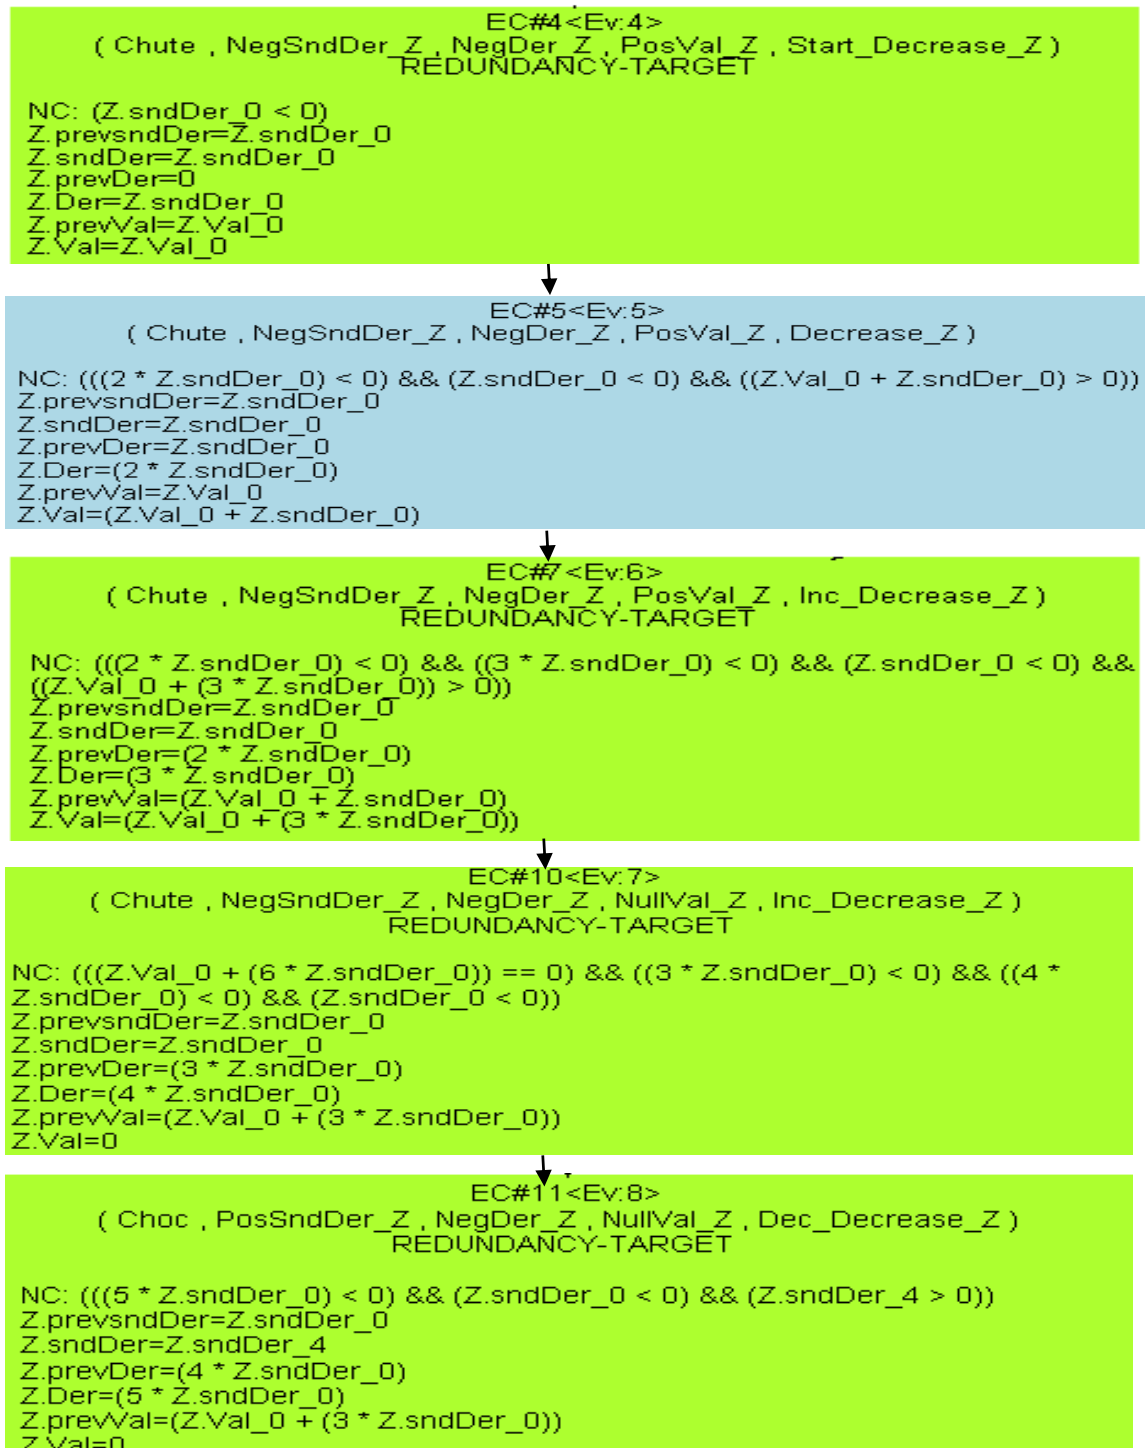 EC#4<Ev:4>
( Chute , NegSndDer_Z , NegDer_Z , PosVal_Z , Start_Decrease_Z )
REDUNDANCY-TARGET
NC: (Z.sndDer_0 < 0)
Z.prevsndDer=Z.sndDer_0
Z.sndDer=Z.sndDer_0
Z.prevDer=0
Z.Der=Z.sndDer_0
Z.prevVal=Z.Val_0
Z.Val=Z.Val_0
EC#5<Ev:5>
( Chute , NegSndDer_Z , NegDer_Z , PosVal_Z , Decrease_Z )
NC: (((2 * Z.sndDer_0) < 0) && (Z.sndDer_0 < 0) && ((Z.Val_0 + Z.sndDer_0) > 0))
Z.prevsndDer=Z.sndDer_0
Z.sndDer=Z.sndDer_0
Z.prevDer=Z.sndDer_0
Z.Der=(2 * Z.sndDer_0)
Z.prevVal=Z.Val_0
Z.Val=(Z.Val_0 + Z.sndDer_0)
EC#7<Ev:6>
( Chute , NegSndDer_Z , NegDer_Z , PosVal_Z , Inc_Decrease_Z )
REDUNDANCY-TARGET
NC: (((2 * Z.sndDer_0) < 0) && ((3 * Z.sndDer_0) < 0) && (Z.sndDer_0 < 0) &&
((Z.Val_0 + (3 * Z.sndDer_0)) > 0))
Z.prevsndDer=Z.sndDer_0
Z.sndDer=Z.sndDer_0
Z.prevDer=(2 * Z.sndDer_0)
Z.Der=(3 * Z.sndDer_0)
Z.prevVal=(Z.Val_0 + Z.sndDer_0)
Z.Val=(Z.Val_0 + (3 * Z.sndDer_0))
EC#10<Ev:7>
( Chute , NegSndDer_Z , NegDer_Z , NullVal_Z , Inc_Decrease_Z )
REDUNDANCY-TARGET
NC: (((Z.Val_0 + (6 * Z.sndDer_0)) == 0) && ((3 * Z.sndDer_0) < 0) && ((4 *
Z.sndDer_0) < 0) && (Z.sndDer_0 < 0))
Z.prevsndDer=Z.sndDer_0
Z.sndDer=Z.sndDer_0
Z.prevDer=(3 * Z.sndDer_0)
Z.Der=(4 * Z.sndDer_0)
Z.prevVal=(Z.Val_0 + (3 * Z.sndDer_0))
Z.Val=0
EC#11<Ev:8>
( Choc , PosSndDer_Z , NegDer_Z , NullVal_Z , Dec_Decrease_Z )
REDUNDANCY-TARGET
NC: (((5 * Z.sndDer_0) < 0) && (Z.sndDer_0 < 0) && (Z.sndDer_4 > 0))
Z.prevsndDer=Z.sndDer_0
Z.sndDer=Z.sndDer_4
Z.prevDer=(4 * Z.sndDer_0)
Z.Der=(5 * Z.sndDer_0)
Z.prevVal=(Z.Val_0 + (3 * Z.sndDer_0))
Z.Val=0